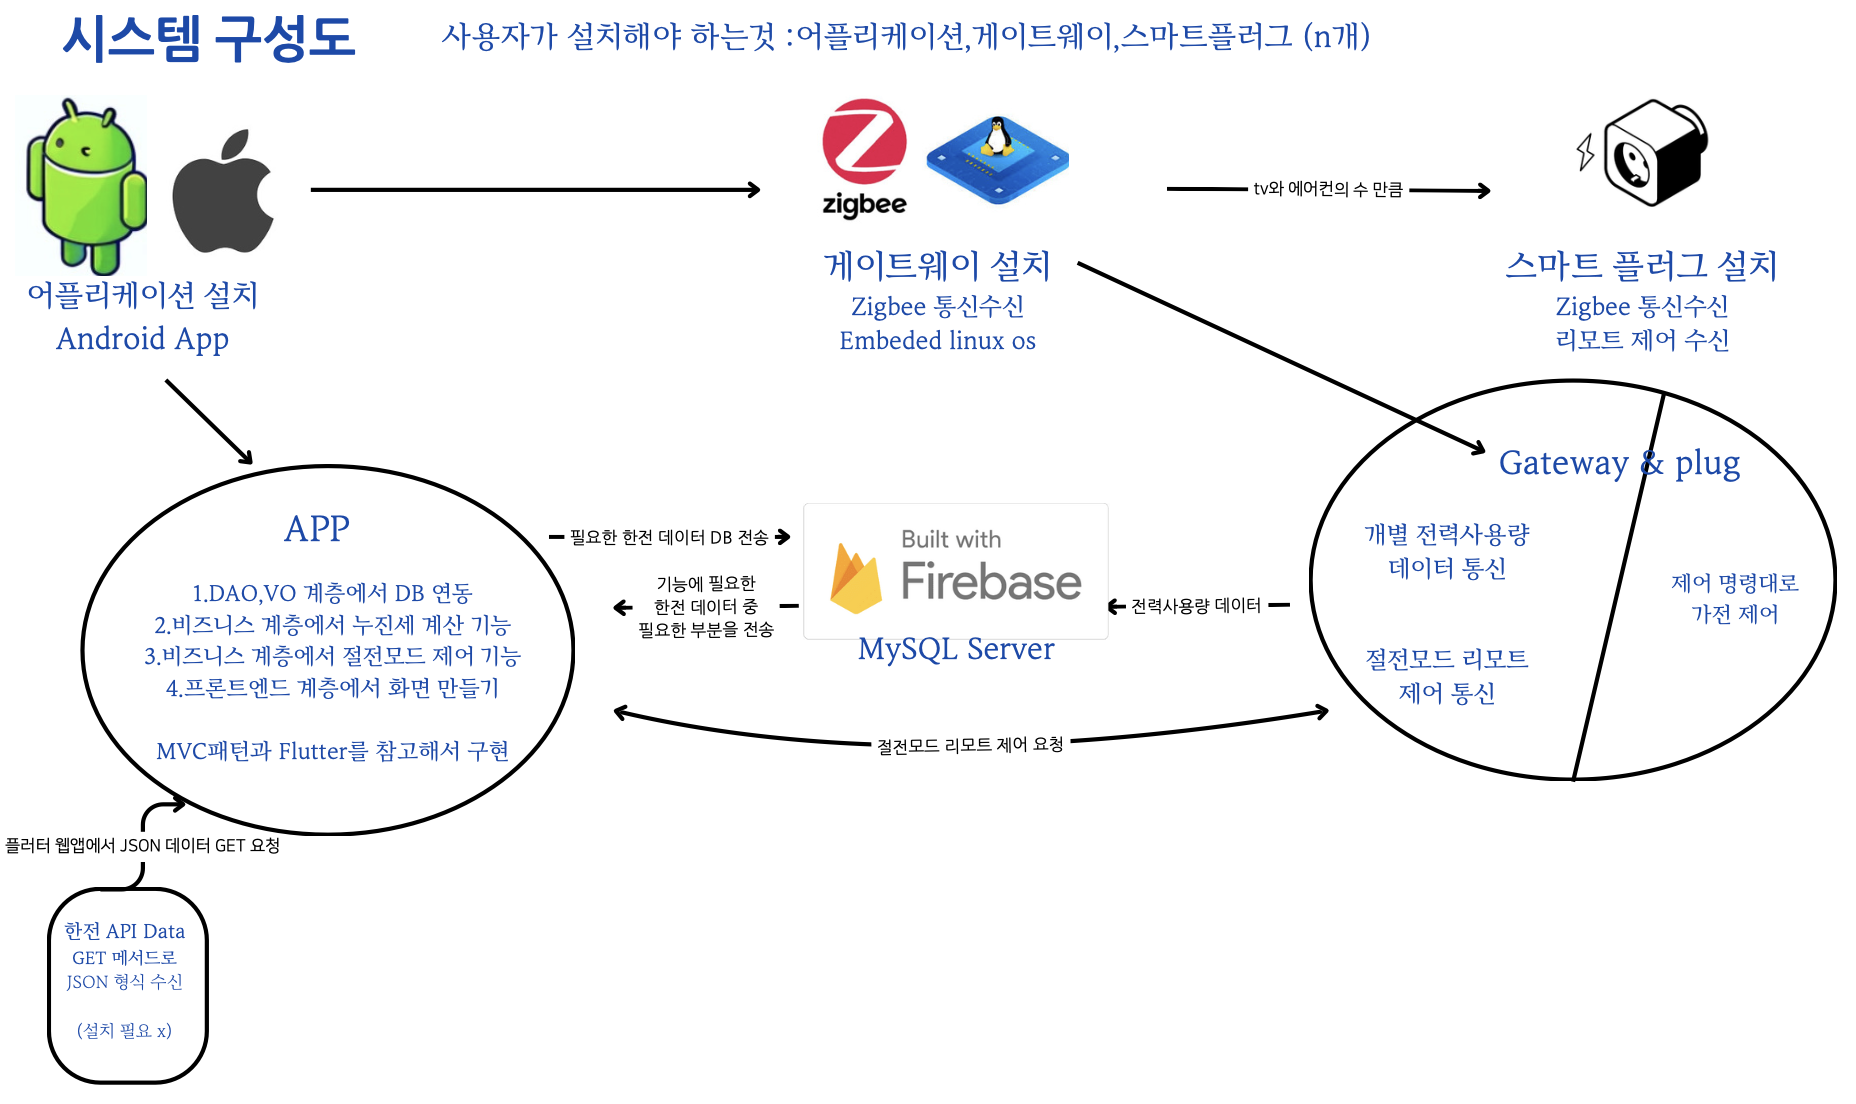 시스템 구성도
사용자가 설치해야 하는것 :어플리케이션,게이트웨이,스마트플러그 (n개)
zigbee
tv와 에어컨의 수 만큼
어플리케이션 설치
Android App
게이트웨이 설치
Zigbee 통신수신
Embeded linux os
스마트 플러그 설치
Zigbee 통신수신
리모트 제어 수신
APP
1.DAO,VO 계층에서 DB 연동
2.비즈니스 계층에서 누진세 계산 기능
3.비즈니스 계층에서 절전모드 제어 기능
4.프론트엔드 계층에서 화면 만들기
MVC패턴과 Flutter를 참고해서 구현
필요한 한전 데이터 DB 전송
기능에 필요한
한전 데이터 중
필요한 부분을 전송
Built with
Firebase
MySQL Server
전력사용량 데이터
절전모드 리모트 제어 요청
Gateway & plug
개별 전력사용량
데이터 통신
절전모드 리모트
제어 통신
제어 명령대로
가전 제어
플러터 웹앱에서 JSON 데이터 GET 요청
한전 API Data
GET 메서드로
JSON 형식 수신
(설치 필요 x)